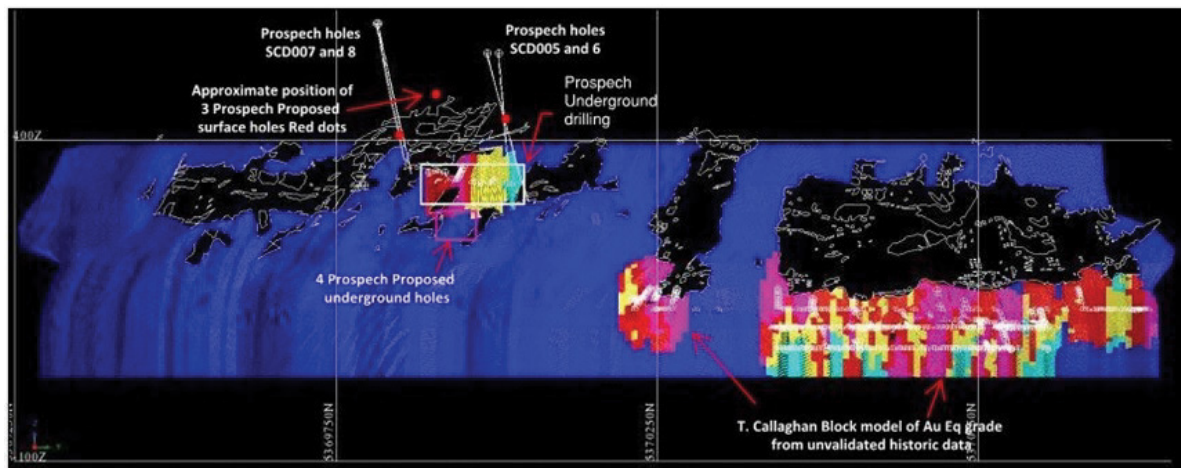 Prospech holes
SCD007 and 8
Prospech holes
SCD005 and 6
Approximate position of
3 Prospech Proposed
surface holes Red dots
Prospech
Underground
drilling
400Z
4 Prospech Proposed
underground holes
T. Callaghan Block model of Au Eq grade
from unvalidated historic data
5369750N
5370250N
100Z